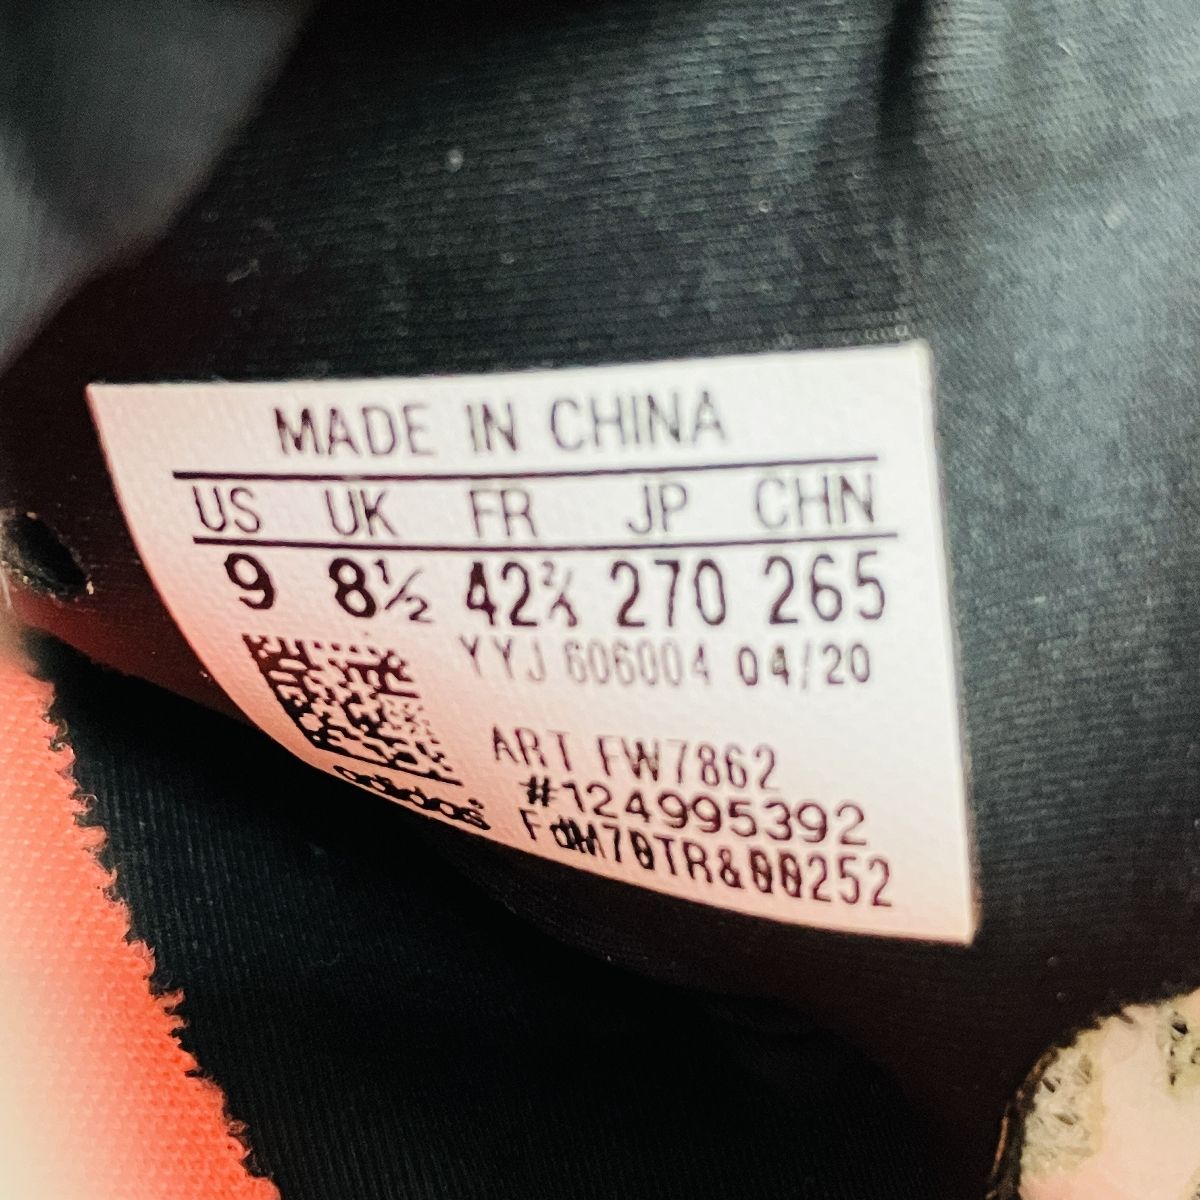 MADE IN CHINA
US UK FR JP CHN
9 8½ 42⅔ 270 265
YYJ 606004 04/20
ART FW7862
#124995392
adidas